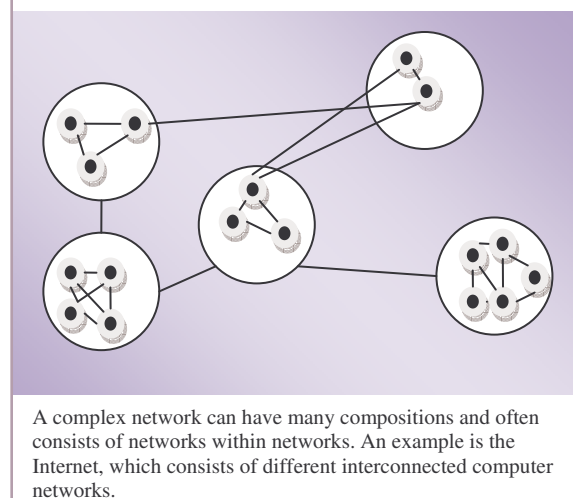 A complex network can have many compositions and often
consists of networks within networks. An example is the
Internet, which consists of different interconnected computer
networks.